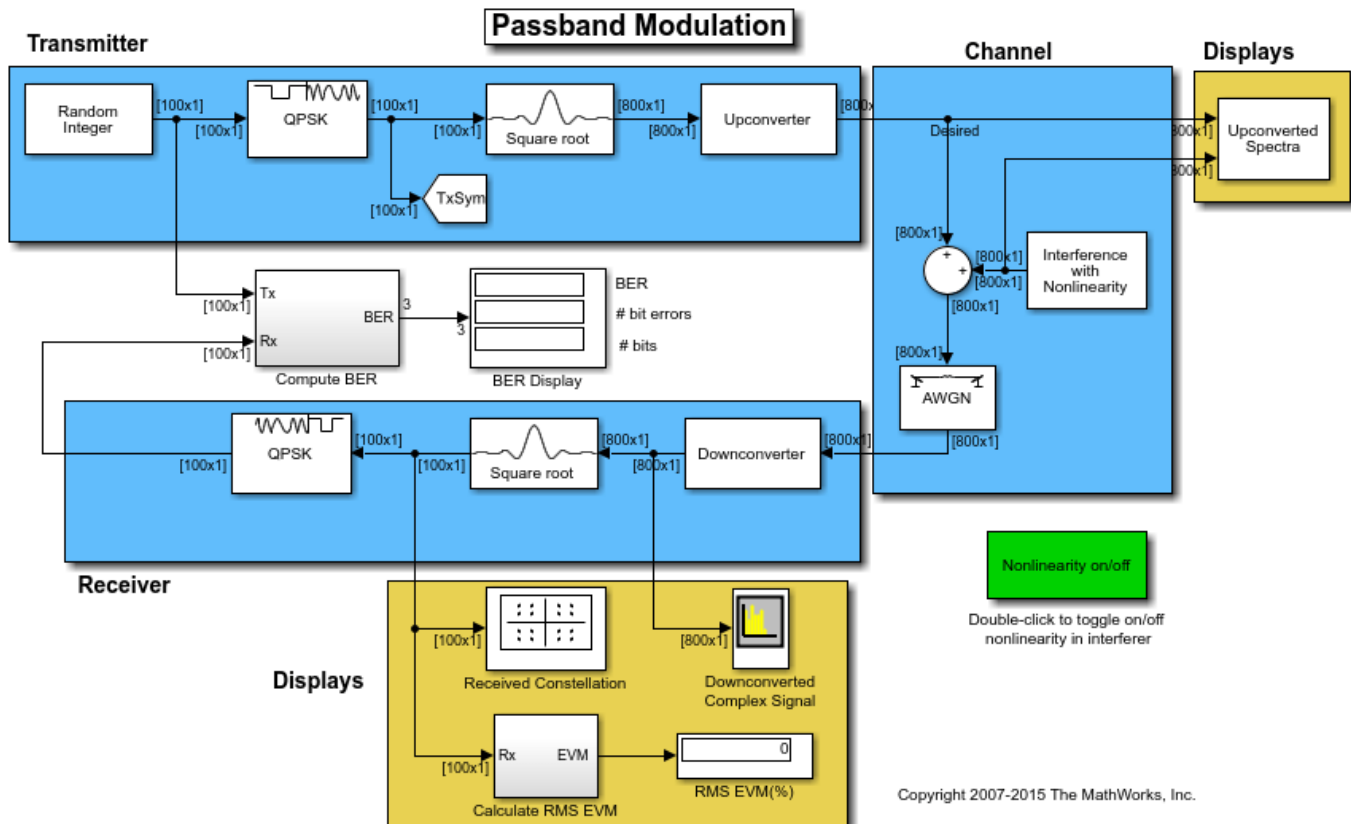 Passband Modulation
Transmitter
Channel
Displays
Random
Integer
[100x1]
[100x1]
QPSK
[100x1]
[100x1]
Square root
[800x1]
[800x1]
Upconverter
[800x
Desired
800x1]
800x1]
Upconverted
Spectra
[100x1]
TxSym
[800x1]
+
+
[800x1]
[800x1]
Interference
with
Nonlinearity
[800x1]
[100x1]
Tx
[100x1]
Rx
BER
3
Compute BER
3
BER
# bit errors
# bits
BER Display
[800x1]
AWGN
[800x1]
[100x1]
QPSK
[100x1]
[100x1]
Square root
[800x1]
[800x1]
Downconverter
[800x1]
Receiver
Nonlinearity on/off
Double-click to toggle on/off
nonlinearity in interferer
Displays
[100x1]
Received Constellation
[800x1]
Downconverted
Complex Signal
[100x1]
Rx
EVM
Calculate RMS EVM
0
RMS EVM(%)
Copyright 2007-2015 The MathWorks, Inc.